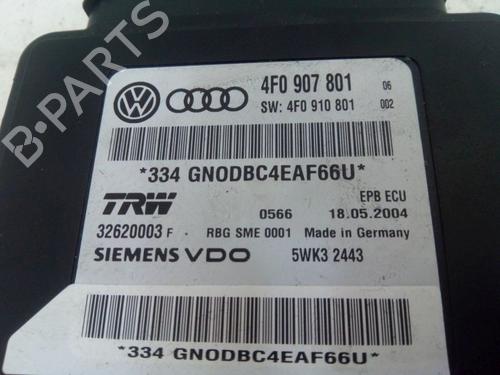 4F0 907 801 06
SW: 4F0 910 801 002
*334 GNODBC4EAF66U*
TRW EPB ECU
0566 18.05.2004
32620003 F • RBG SME 0001 Made in Germany
SIEMENS VDO 5WK3 2443
*334 GNODBC4EAF66U*
B-PARTS